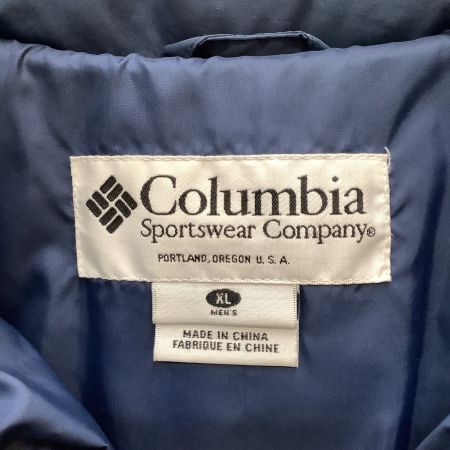 Columbia
Sportswear Company®
PORTLAND, OREGON U. S. A.
XL
MEN'S
MADE IN CHINA
FABRIQUE EN CHINE